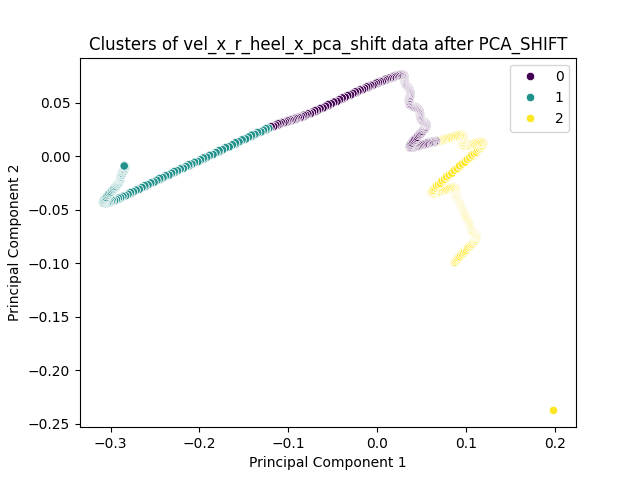 Clusters of vel_x_r_heel_x_pca_shift data after PCA_SHIFT
0
1
2
0.05
0.00
−0.05
−0.10
−0.15
−0.20
−0.25
Principal Component 2
−0.3 −0.2 −0.1 0.0 0.1 0.2
Principal Component 1